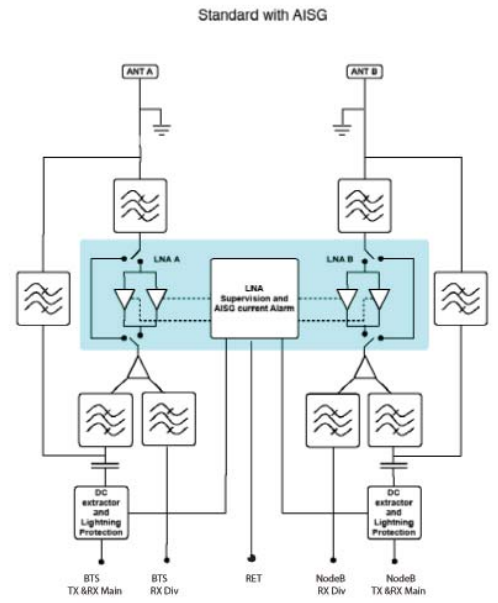 Standard with AISG
ANT A
ANT B
LNA A
LNA B
LNA
Supervision and
AISG current Alarm
DC
extractor
and
Lightning
Protection
DC
extractor
and
Lightning
Protection
BTS
TX &RX Main
BTS
RX Div
RET
NodeB
RX Div
NodeB
TX &RX Main